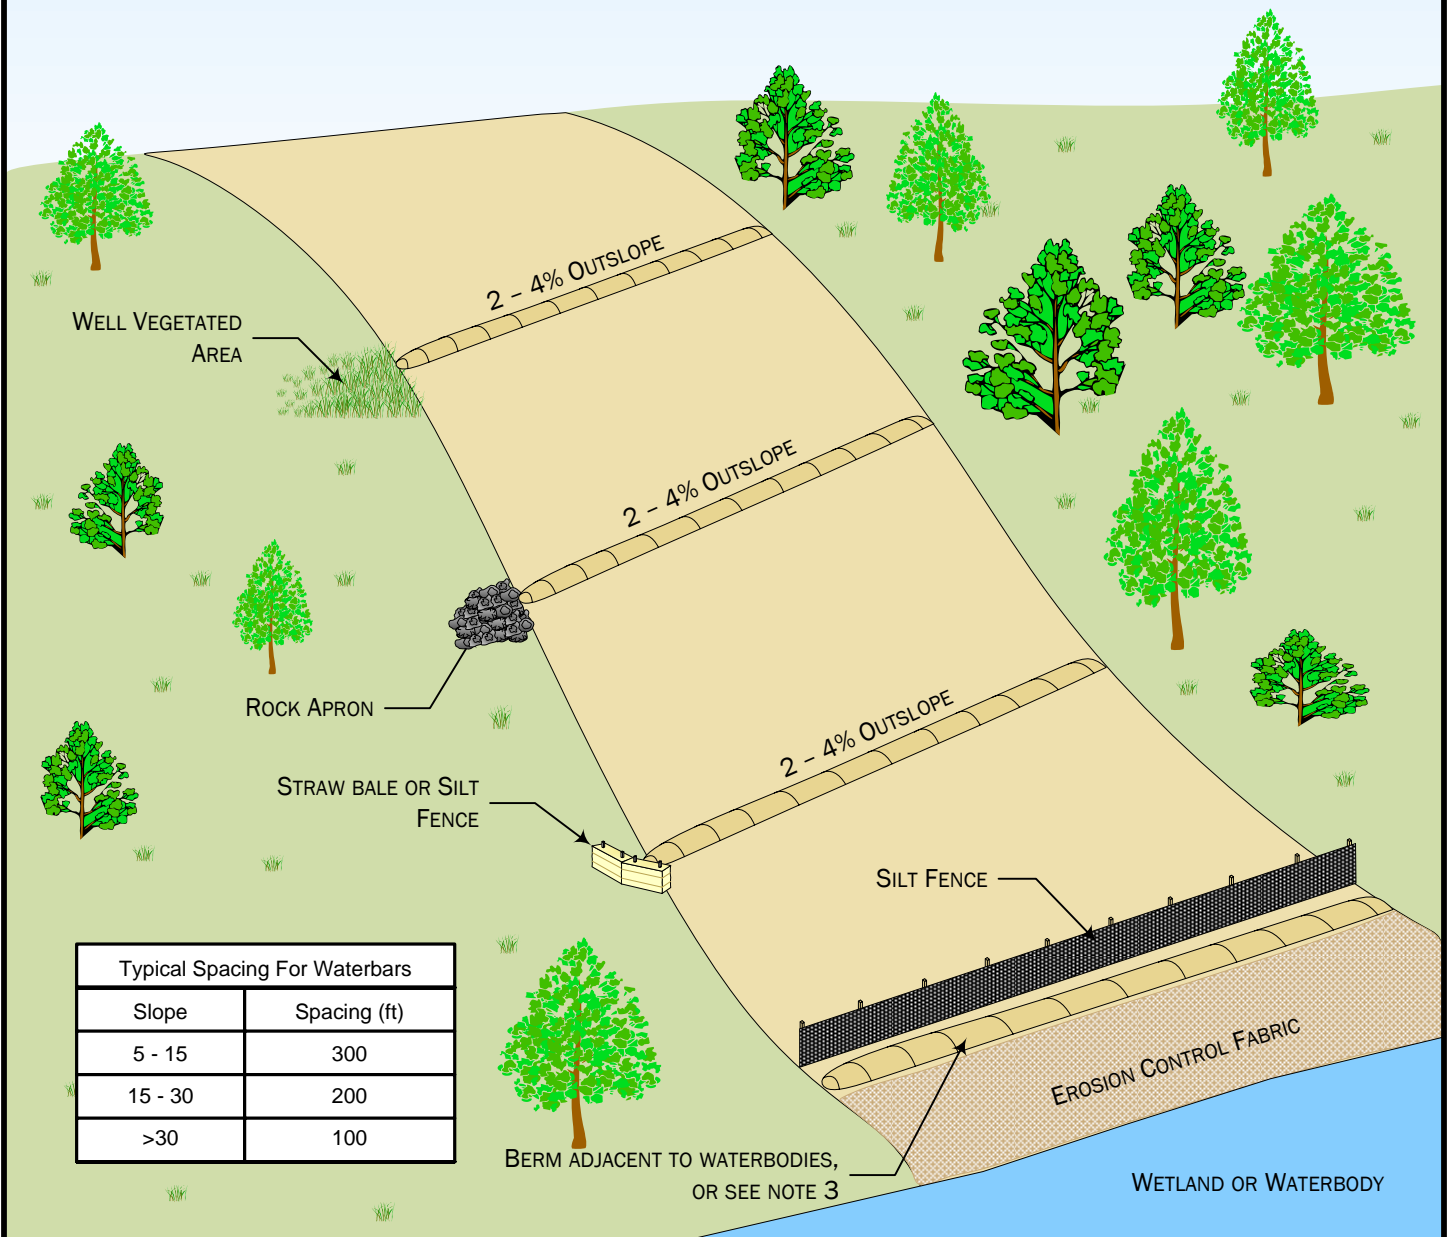 2 – 4% OUTSLOPE
WELL VEGETATED
AREA
2 – 4% OUTSLOPE
ROCK APRON
2 – 4% OUTSLOPE
STRAW BALE OR SILT
FENCE
SILT FENCE
Typical Spacing For Waterbars
Slope Spacing (ft)
5 - 15 300
15 - 30 200
>30 100
EROSION CONTROL FABRIC
BERM ADJACENT TO WATERBODIES,
OR SEE NOTE 3
WETLAND OR WATERBODY